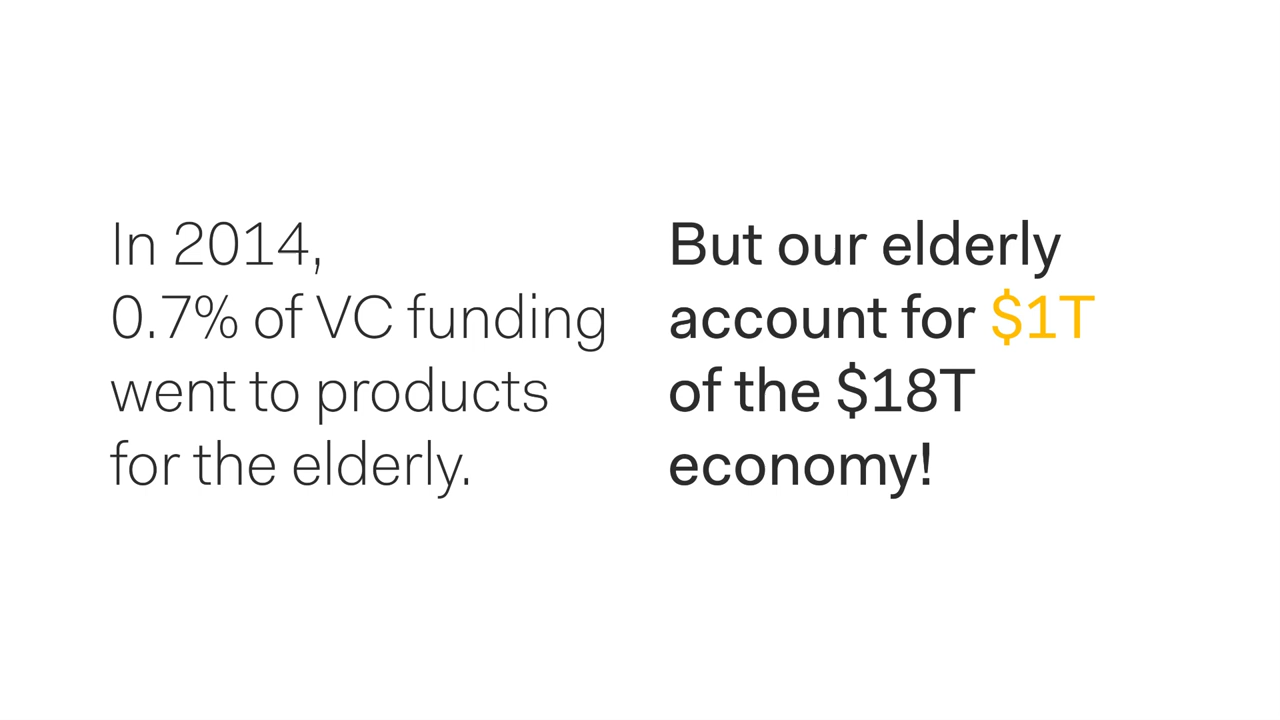 In 2014,
0.7% of VC funding
went to products
for the elderly.
But our elderly
account for $1T
of the $18T
economy!